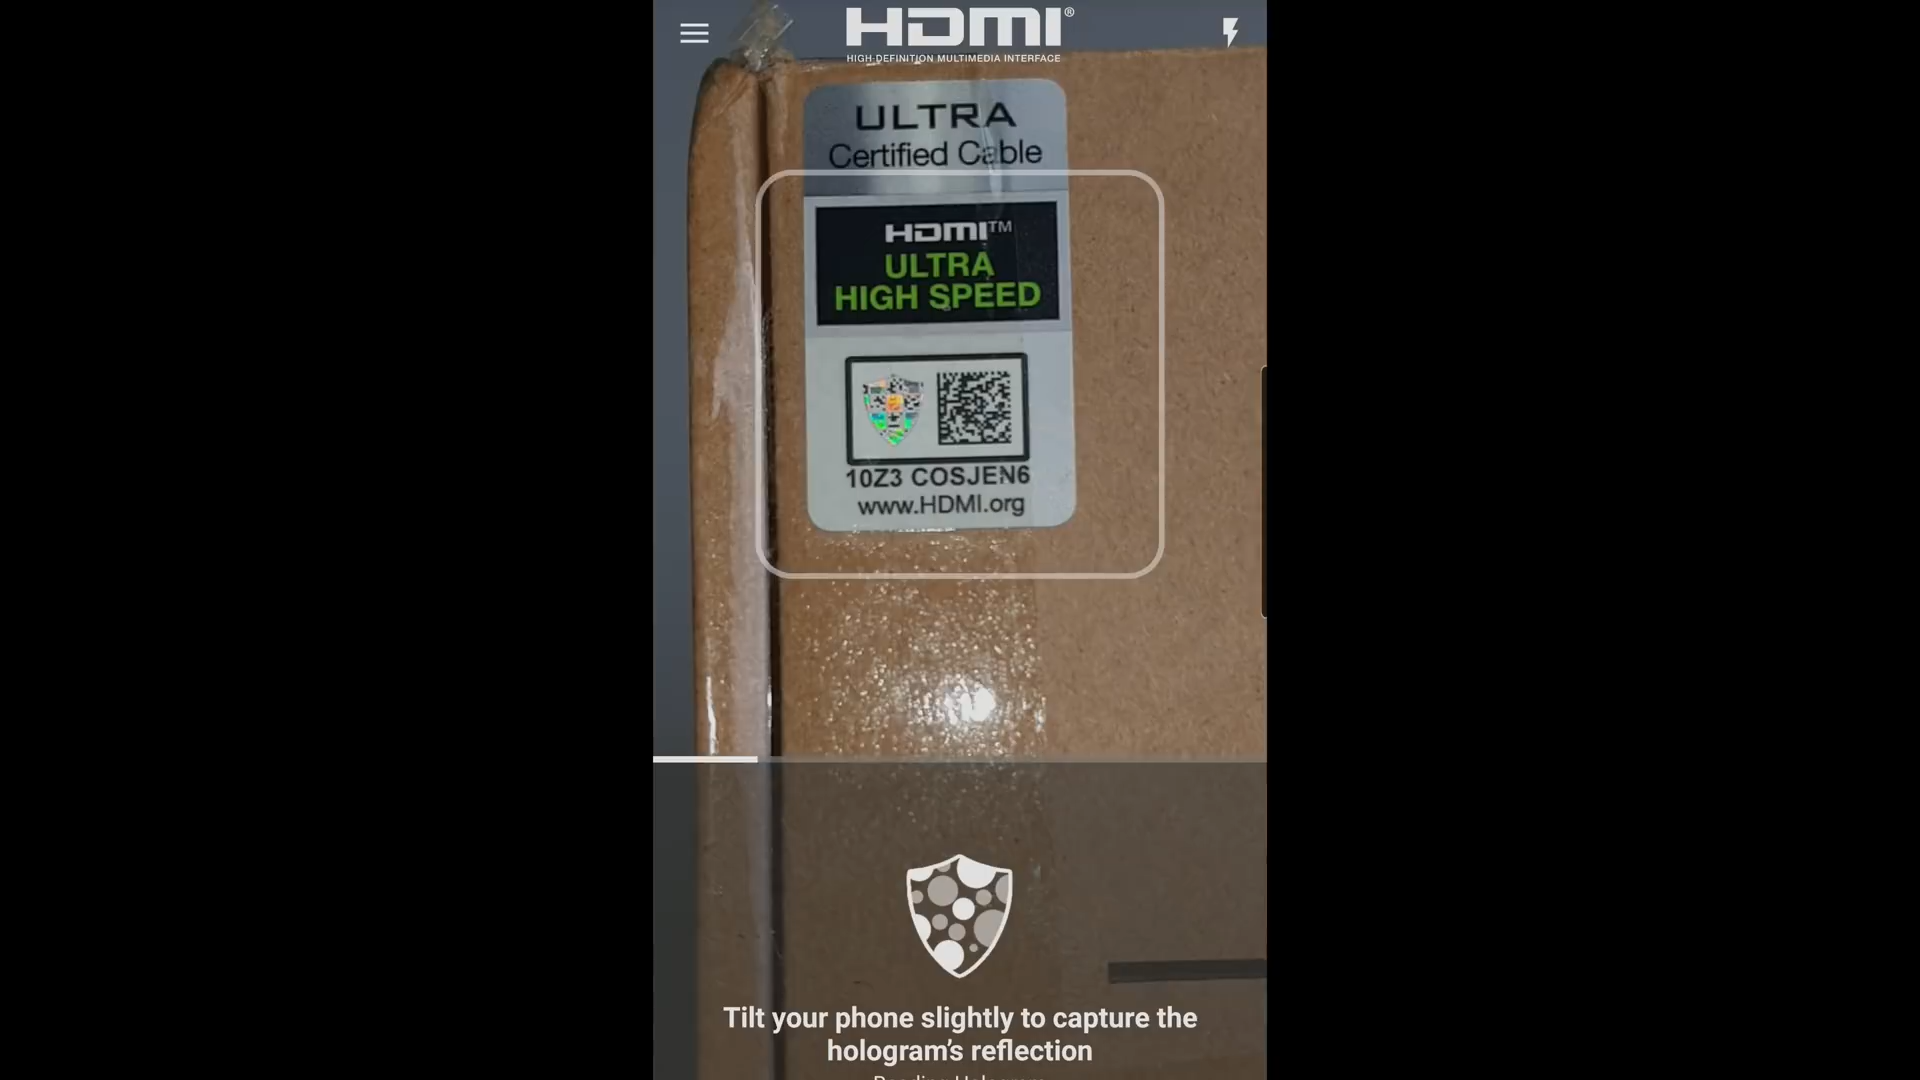 HDMI®
HIGH-DEFINITION MULTIMEDIA INTERFACE
ULTRA
Certified Cable
HDMI™
ULTRA
HIGH SPEED
10Z3 COSJEN6
www.HDMI.org
Tilt your phone slightly to capture the
hologram's reflection